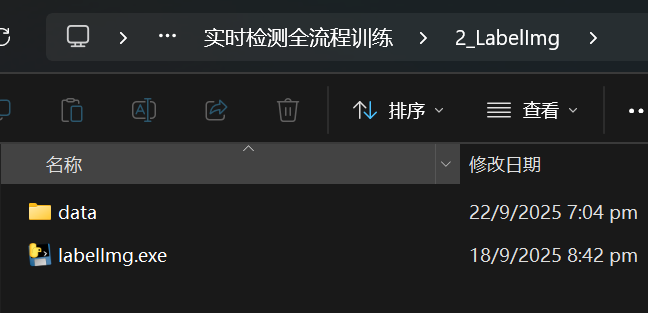 实时检测全流程训练 2_LabelImg
排序 查看
名称 修改日期
data 22/9/2025 7:04 pm
labelImg.exe 18/9/2025 8:42 pm